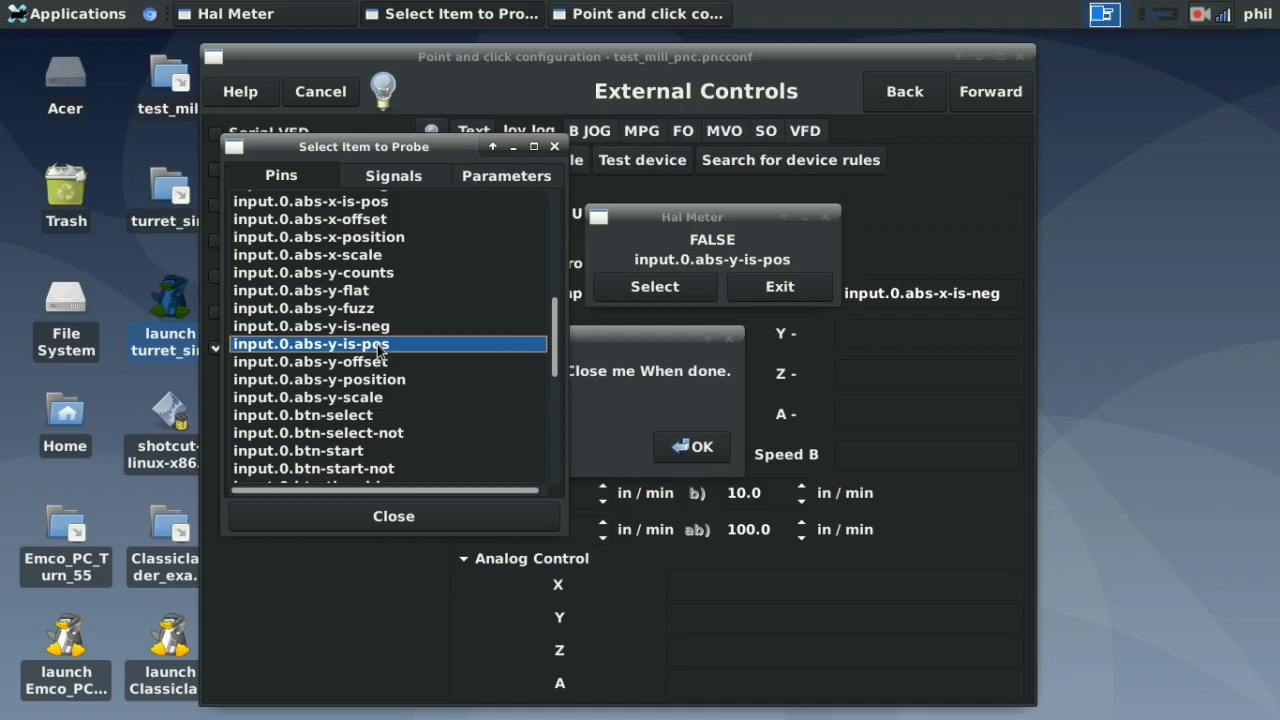 Applications
Hal Meter
Select Item to Pro...
Point and click co...
phil
Acer
test_mil
Trash
turret_sin
File
System
launch
turret_sin
Home
shotcut-
linux-x86.
Emco_PC_T
urn_55
Classicla
der_exa.
launch
Emco_PC...
launch
Classicla
Point and click configuration - test_mill_pnc.pncconf
Help
Cancel
External Controls
Back
Forward
Serial VFD
Text
Joy jog
B JOG
MPG
FO
MVO
SO
VFD
le
Test device
Search for device rules
U
ro
input.0.abs-x-is-neg
Y -
Z -
A -
Speed B
in / min
b)
10.0
in / min
in / min
ab)
100.0
in / min
Analog Control
X
Y
Z
A
Select Item to Probe
Pins
Signals
Parameters
input.0.abs-x-is-pos
input.0.abs-x-offset
input.0.abs-x-position
input.0.abs-x-scale
input.0.abs-y-counts
input.0.abs-y-flat
input.0.abs-y-fuzz
input.0.abs-y-is-neg
input.0.abs-y-is-pos
input.0.abs-y-offset
input.0.abs-y-position
input.0.abs-y-scale
input.0.btn-select
input.0.btn-select-not
input.0.btn-start
input.0.btn-start-not
Close
Hal Meter
FALSE
input.0.abs-y-is-pos
Select
Exit
Close me When done.
OK